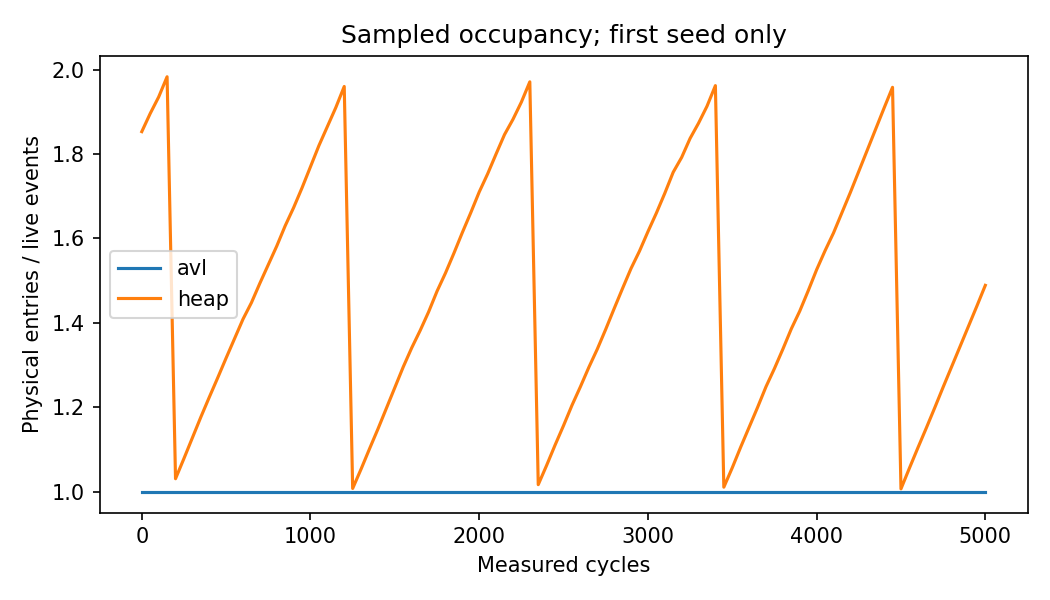 Sampled occupancy; first seed only
Physical entries / live events
2.0
1.8
1.6
1.4
1.2
1.0
avl
heap
0 1000 2000 3000 4000 5000
Measured cycles